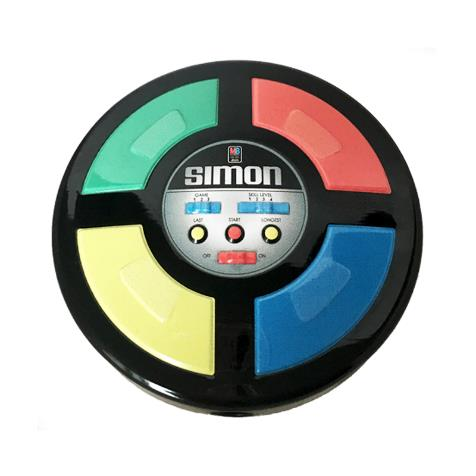 MB
SIMON
GAME SKILL LEVEL
1 2 3 1 2 3 4
LAST START LONGEST
OFF ON